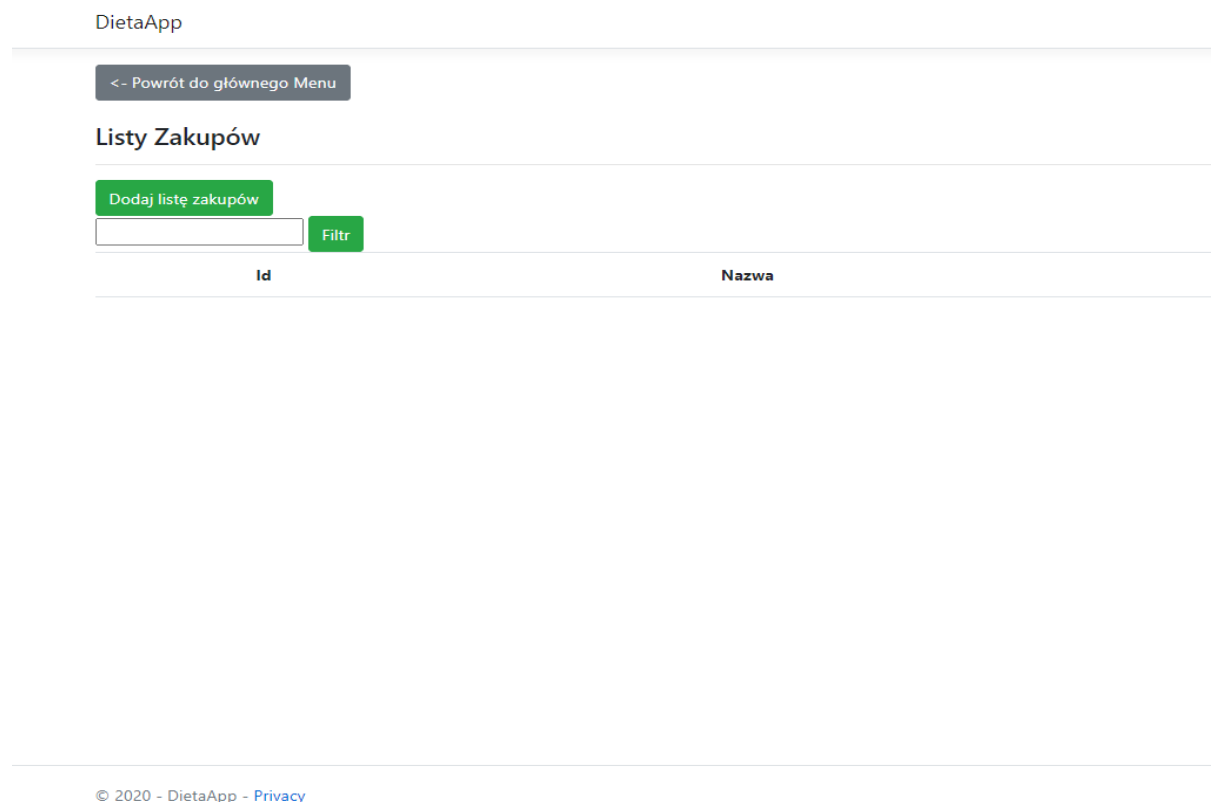 DietaApp
<- Powrót do głównego Menu
Listy Zakupów
Dodaj listę zakupów
Filtr
Id Nazwa
© 2020 - DietaApp - Privacy